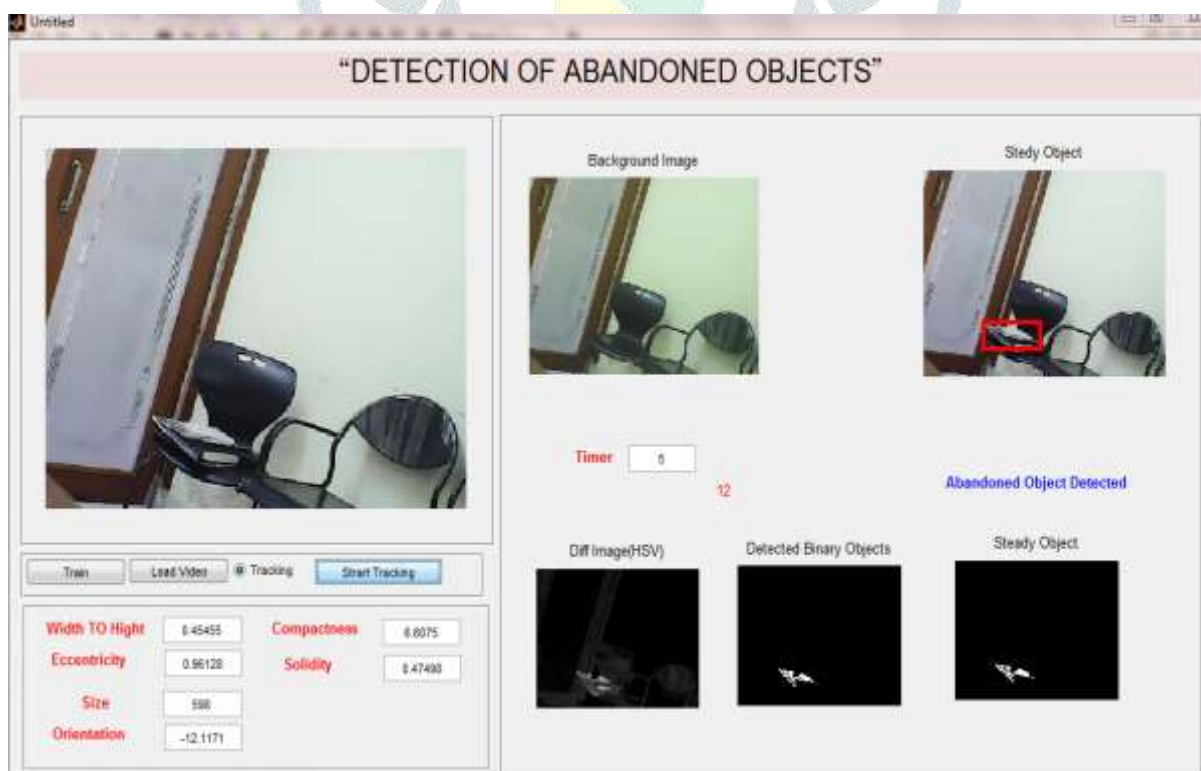 Untitled
“DETECTION OF ABANDONED OBJECTS”
Background Image
Stedy Object
Timer 5
12
Abandoned Object Detected
Diff Image(HSV)
Detected Binary Objects
Steady Object
Train
Load Video
Tracking
Strart Tracking
Width TO Hight 0.45455
Compactness 6.6075
Eccentricity 0.96128
Solidity 0.47498
Size 598
Orientation -12.1171